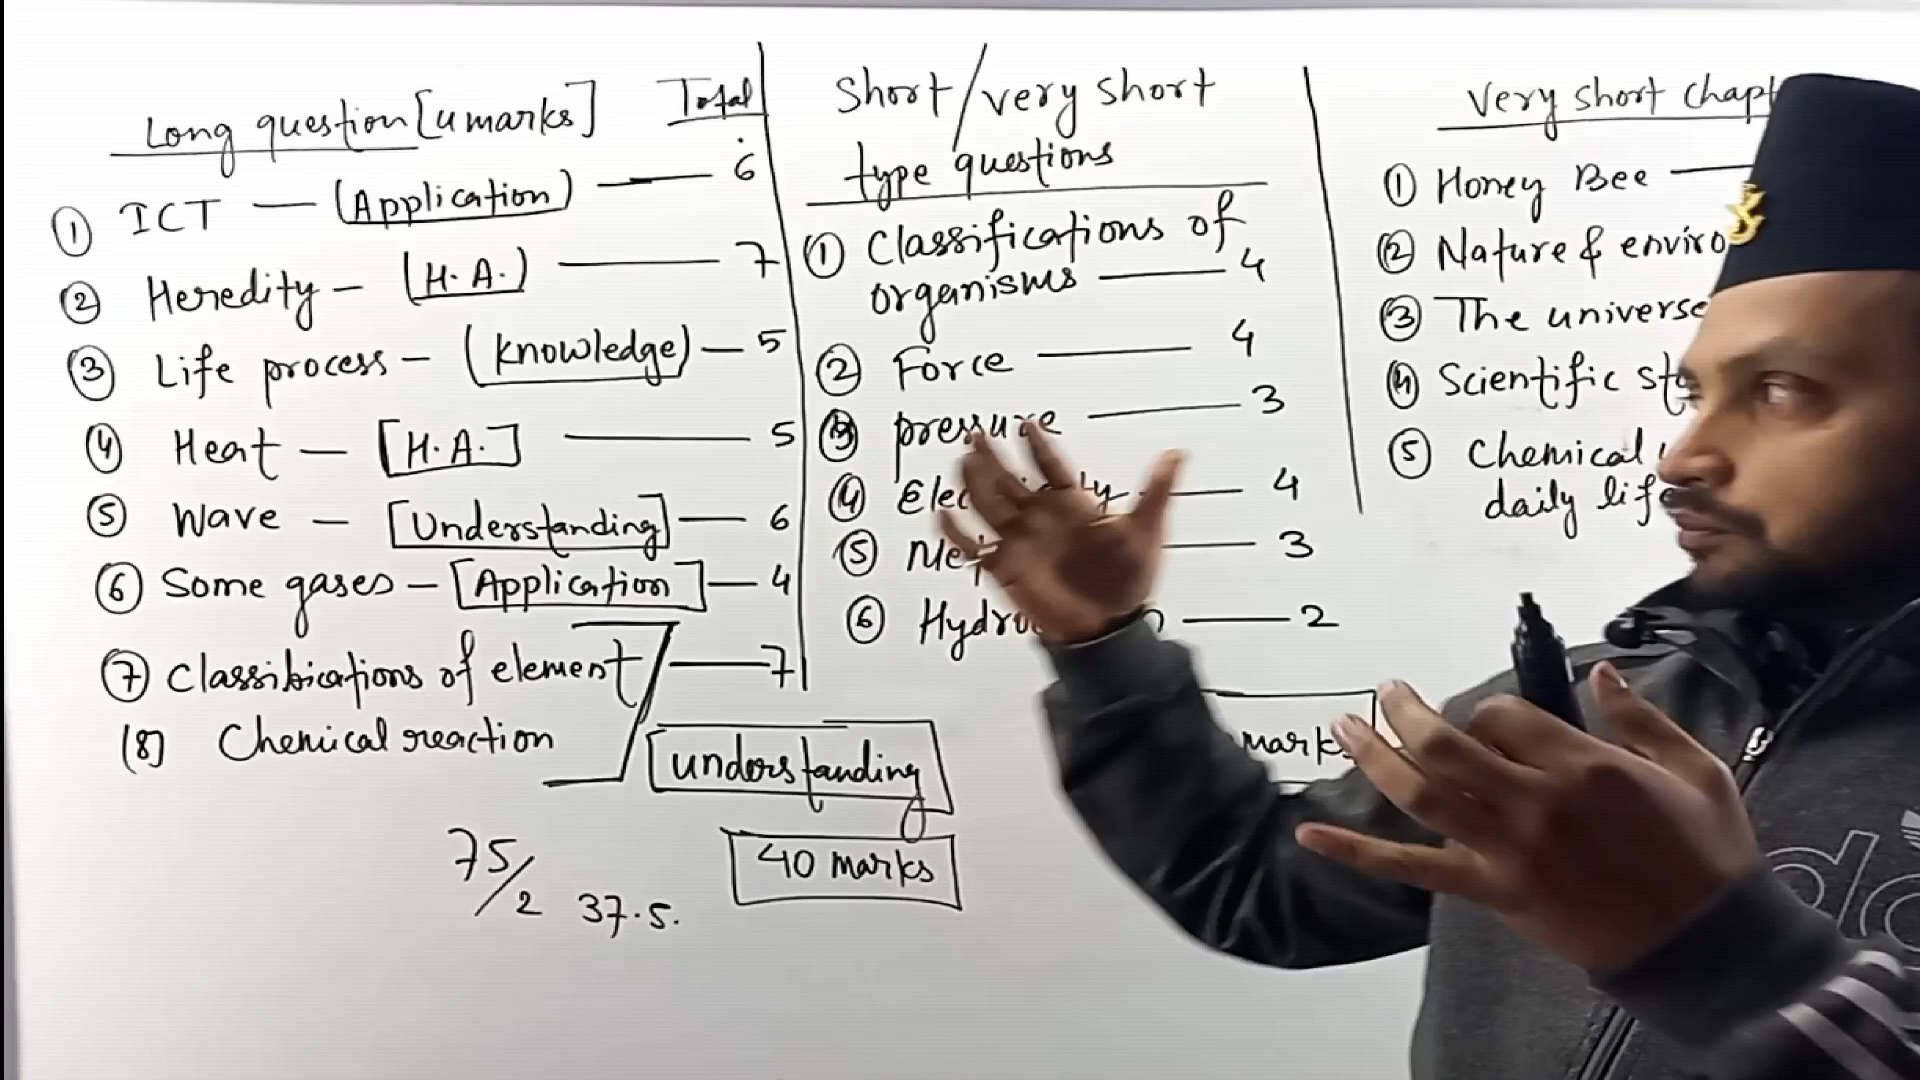 Long question [4 marks] Total
① ICT — (Application) — 6
② Heredity – (H.A.) — 7
③ Life process – (knowledge) — 5
④ Heat — [H.A.] — 5
⑤ Wave — [Understanding] — 6
⑥ Some gases – [Application] — 4
⑦ Classifications of element — 7
(8) Chemical reaction
understanding
40 marks
75/2 37.5.
Short/very short
type questions
① Classifications of
organisms — 4
② Force — 4
③ pressure — 3
④ — 4
⑤ — 3
⑥ — 2
marks
Very short
① Honey Bee —
② Nature &
③ The universe
④ Scientific
⑤ Chemical
daily life